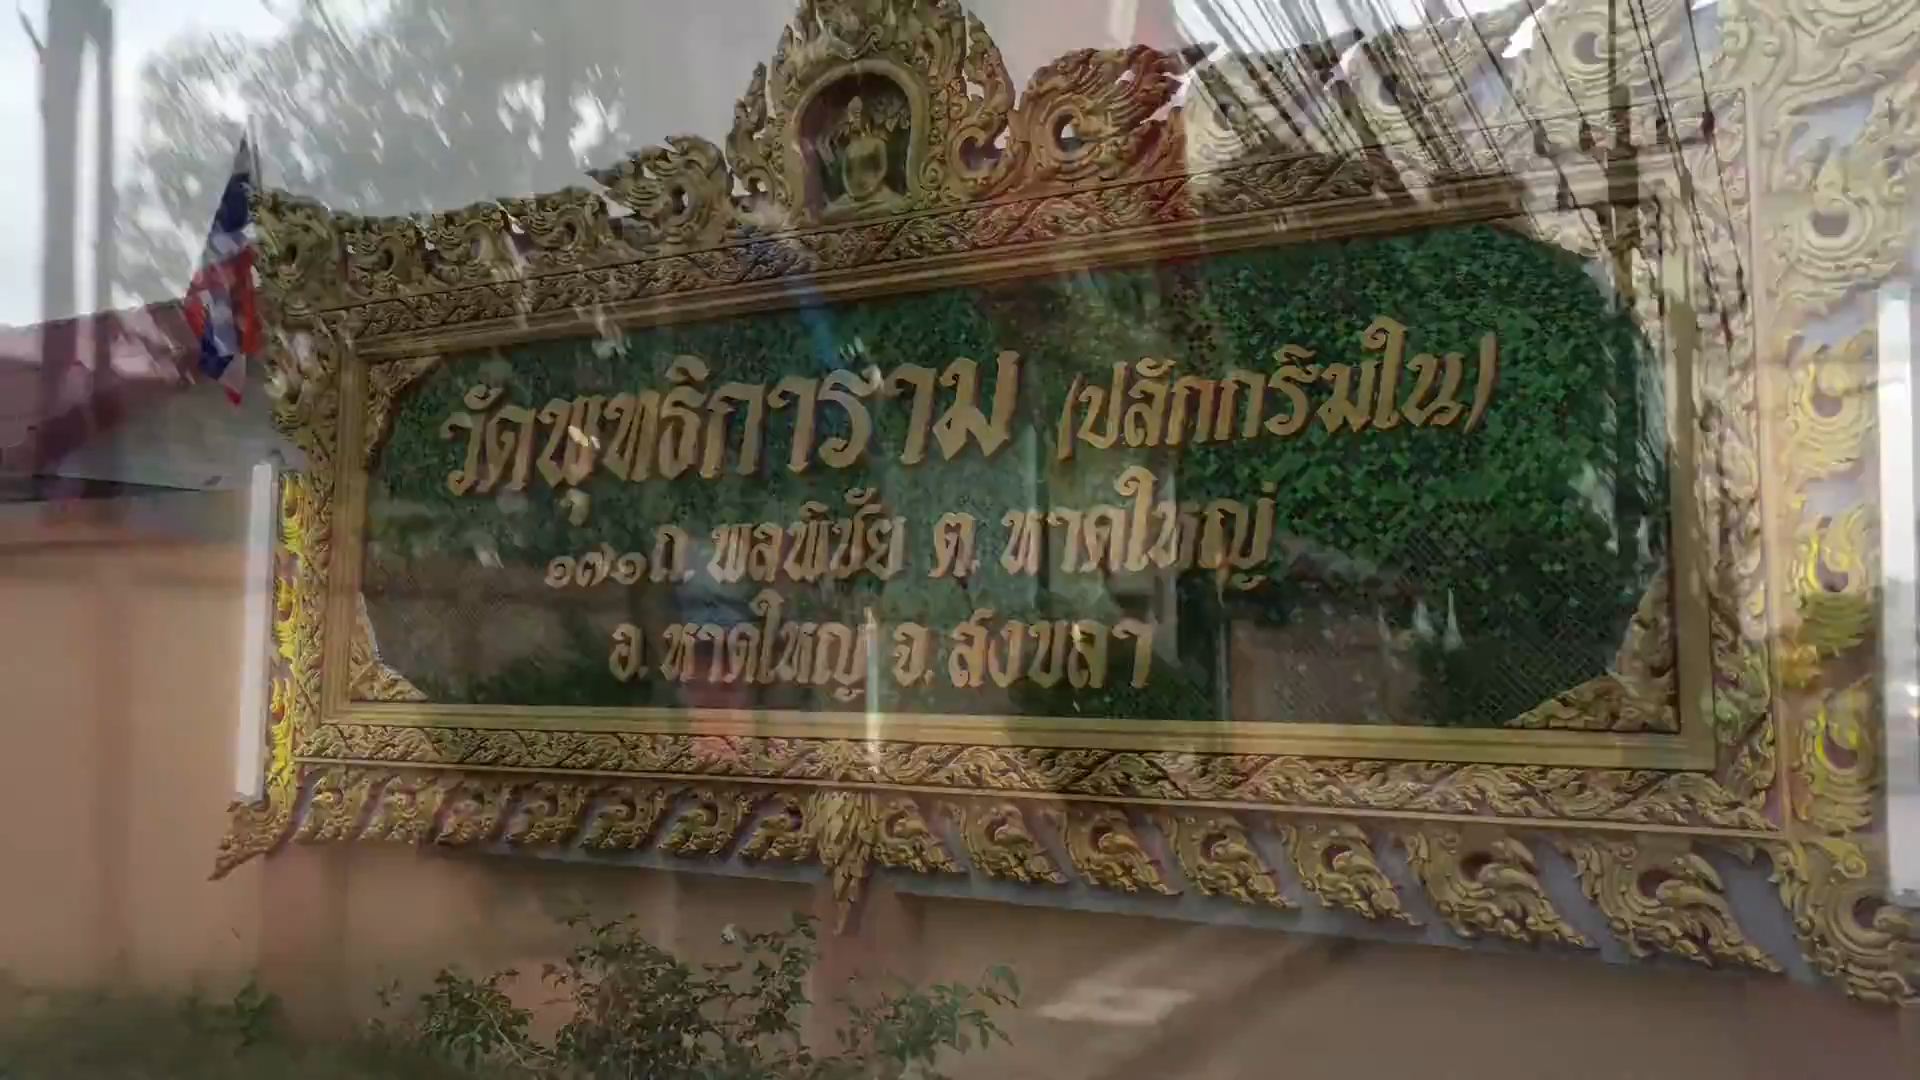 วัดพุทธิการาม (ปลักกริมใน)
๑๗๑ ถ. พลพิชัย ต. หาดใหญ่
อ. หาดใหญ่ จ. สงขลา